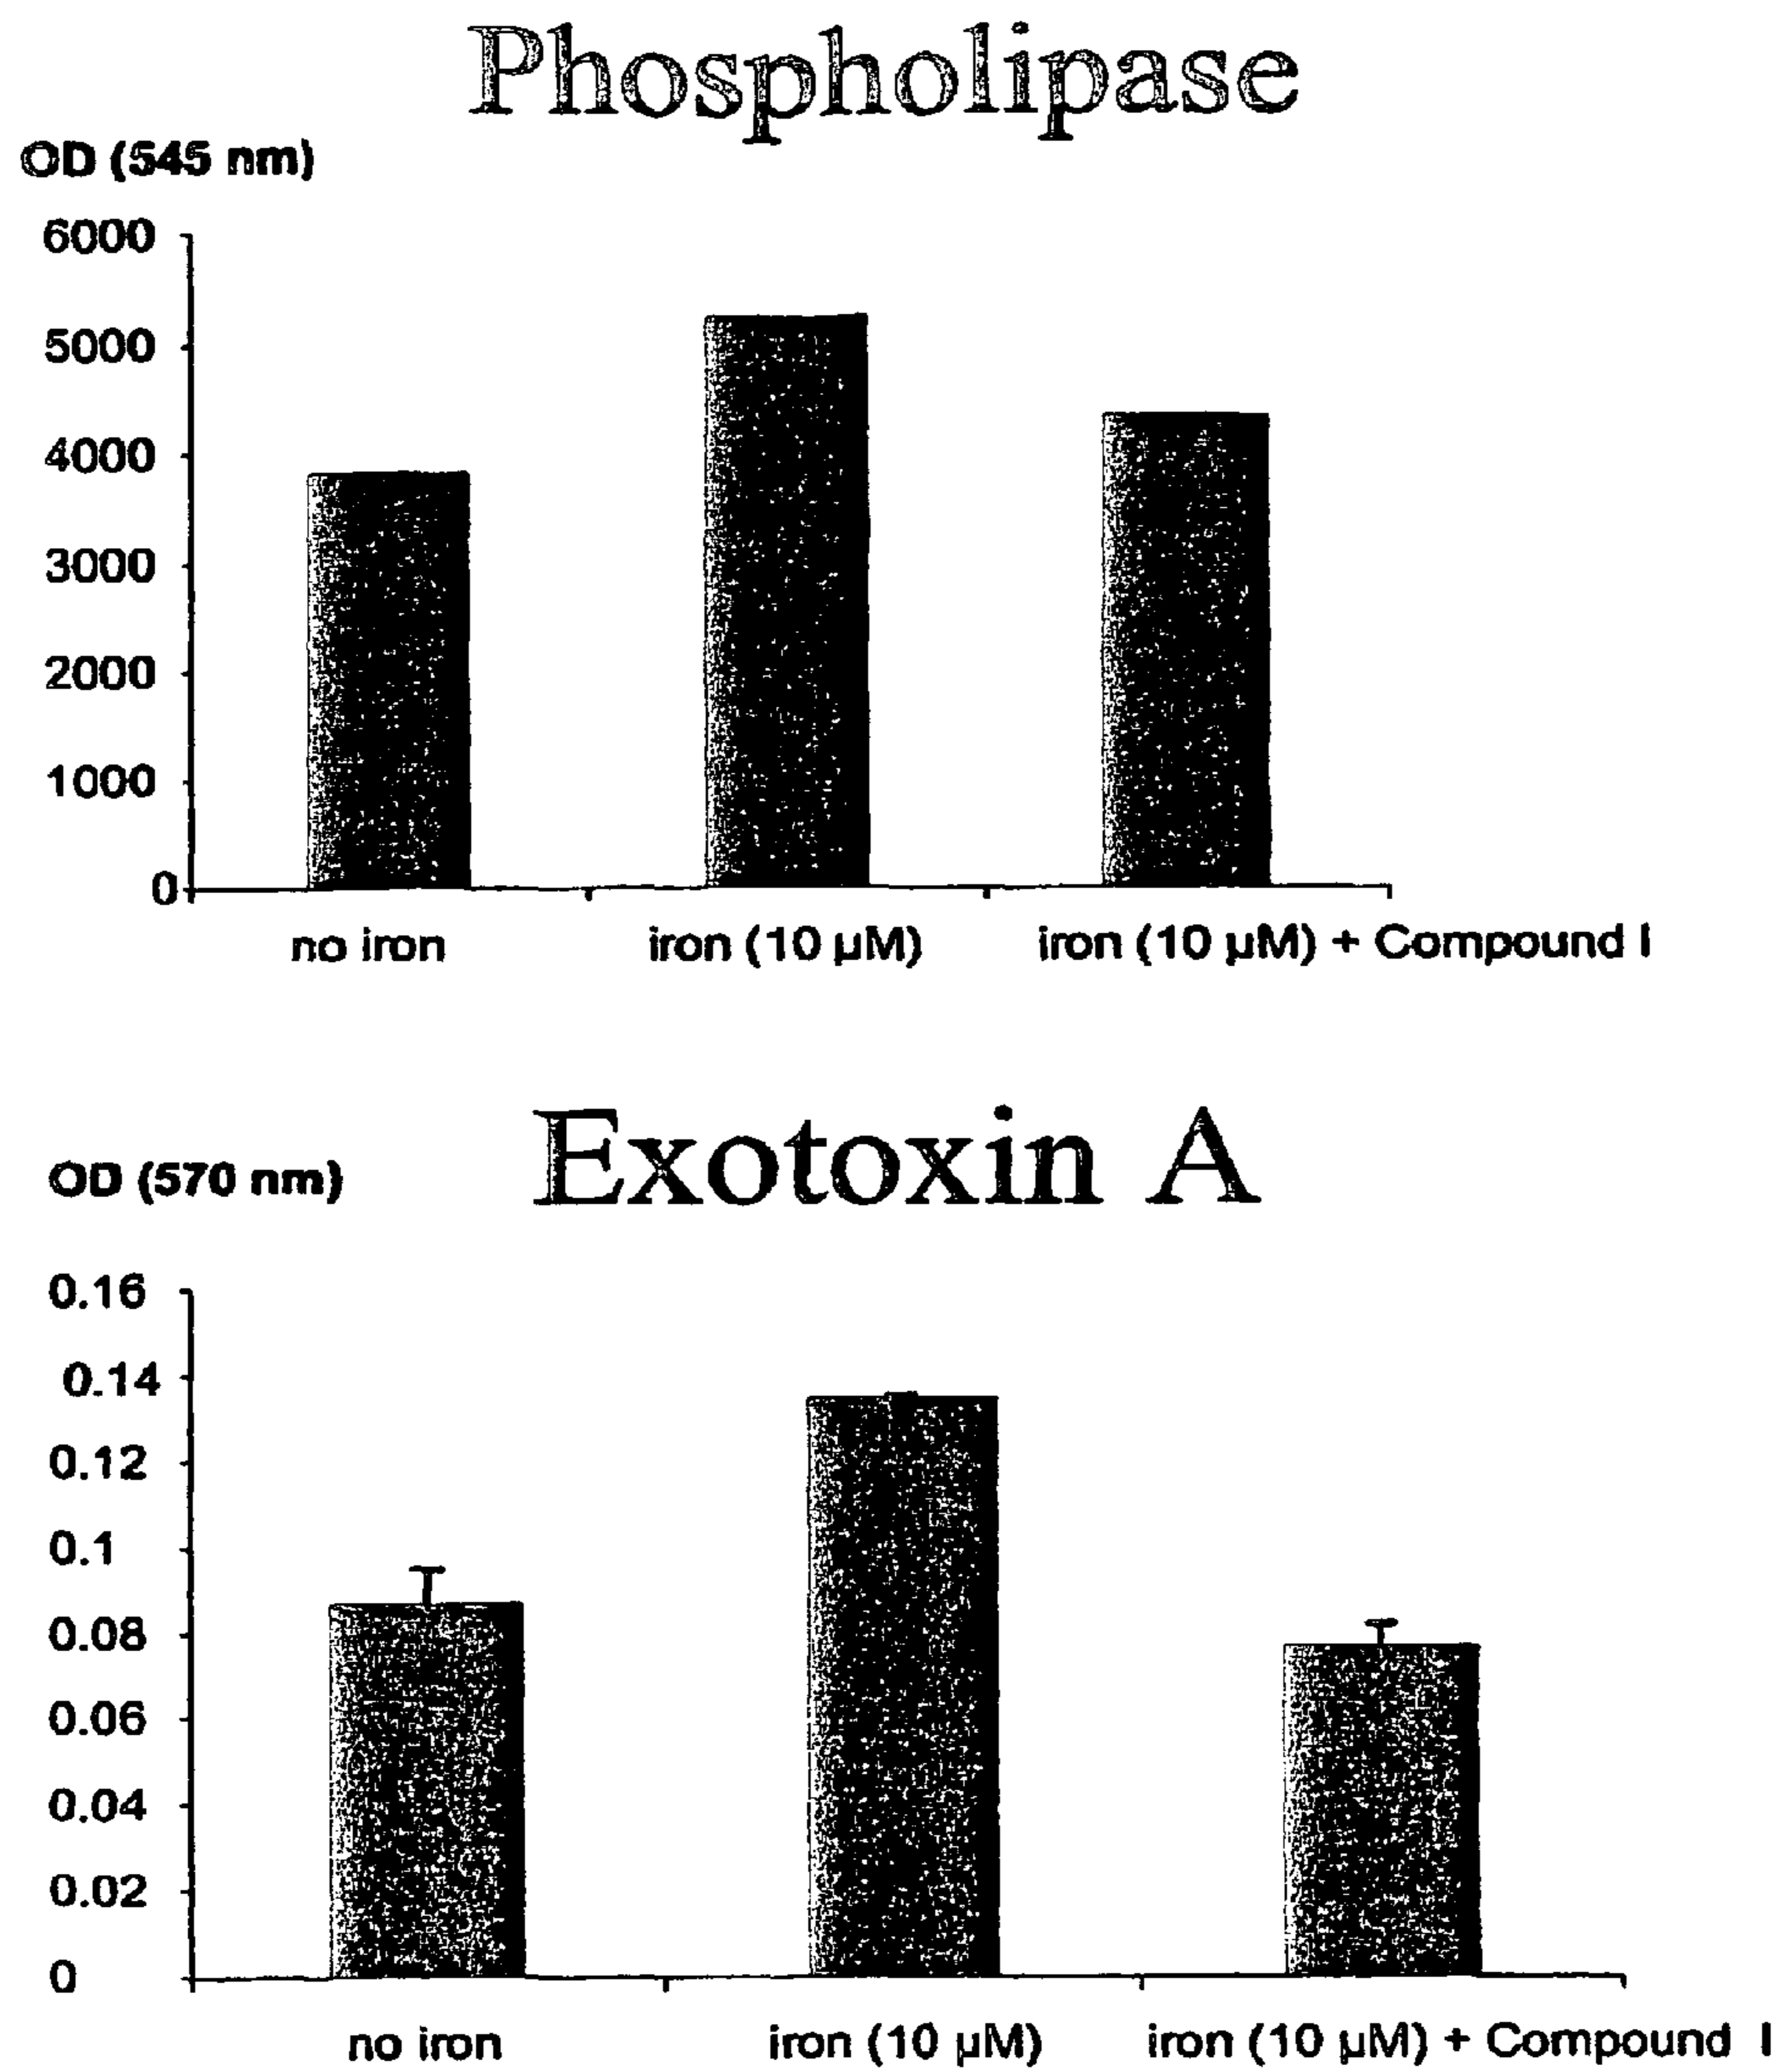 Phospholipase
OD (545 nm)
6000
5000
4000
3000
2000
1000
0
no iron iron (10 µM) iron (10 µM) + Compound I
Exotoxin A
OD (570 nm)
0.16
0.14
0.12
0.1
0.08
0.06
0.04
0.02
0
no iron iron (10 µM) iron (10 µM) + Compound I